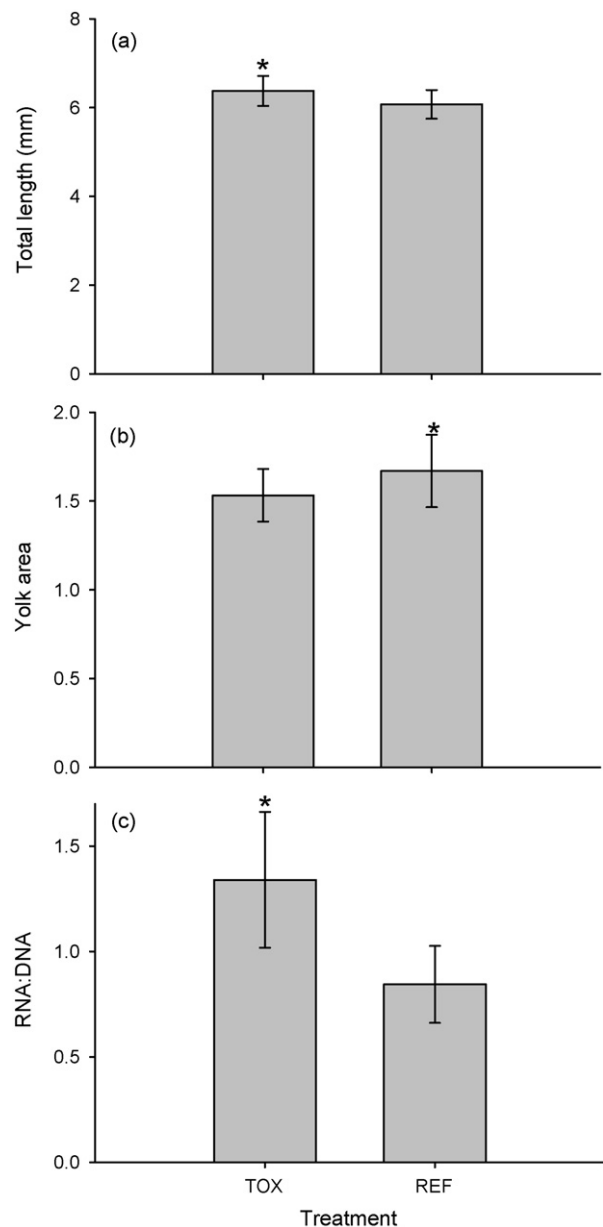 (a)
*
Total length (mm)
8
6
4
2
0
(b)
*
Yolk area
2.0
1.5
1.0
0.5
0.0
(c)
*
RNA:DNA
1.5
1.0
0.5
0.0
TOX
REF
Treatment